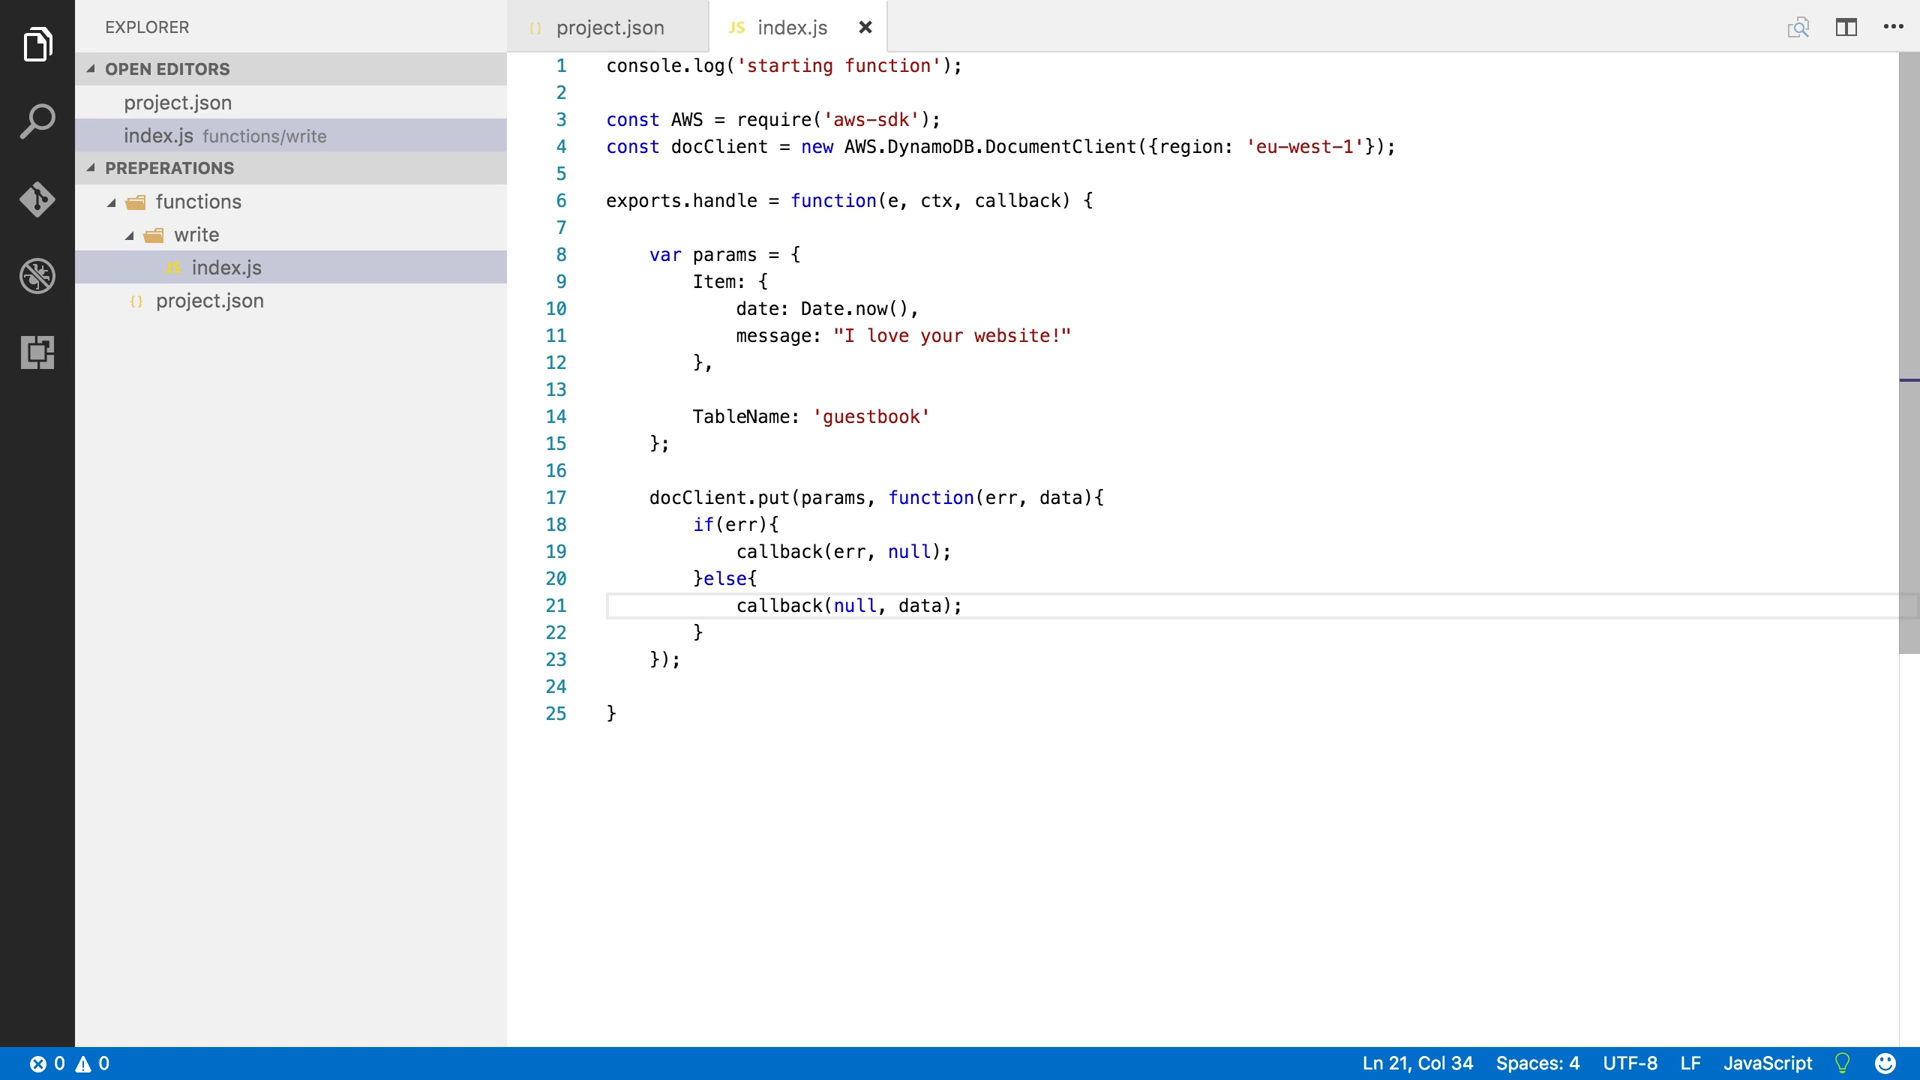 EXPLORER
OPEN EDITORS
project.json
index.js functions/write
PREPERATIONS
functions
write
JS index.js
{} project.json
{} project.json
JS index.js
1 console.log('starting function');
2
3 const AWS = require('aws-sdk');
4 const docClient = new AWS.DynamoDB.DocumentClient({region: 'eu-west-1'});
5
6 exports.handle = function(e, ctx, callback) {
7
8 var params = {
9 Item: {
10 date: Date.now(),
11 message: "I love your website!"
12 },
13
14 TableName: 'guestbook'
15 };
16
17 docClient.put(params, function(err, data){
18 if(err){
19 callback(err, null);
20 }else{
21 callback(null, data);
22 }
23 });
24
25 }
0 0 Ln 21, Col 34 Spaces: 4 UTF-8 LF JavaScript